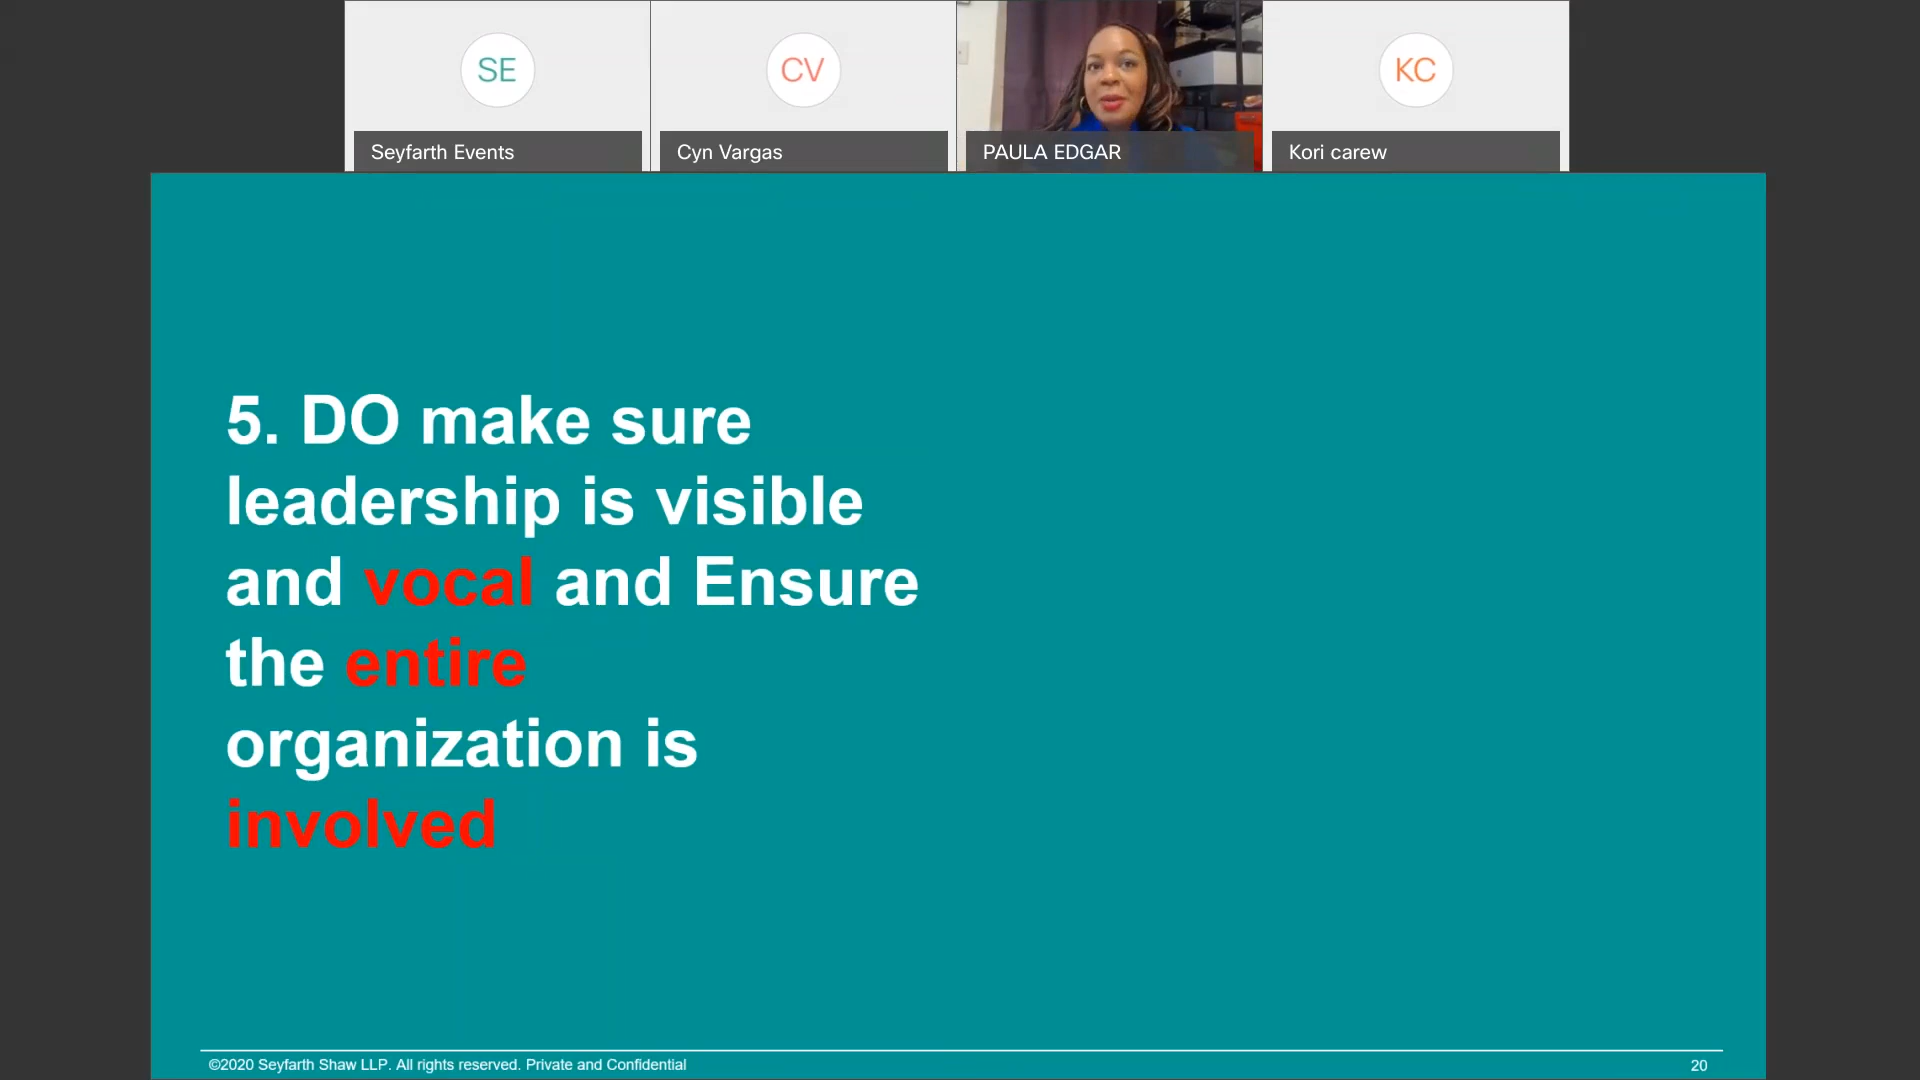 SE
CV
KC
Seyfarth Events
Cyn Vargas
PAULA EDGAR
Kori carew
5. DO make sure
leadership is visible
and vocal and Ensure
the entire
organization is
involved
©2020 Seyfarth Shaw LLP. All rights reserved. Private and Confidential
20